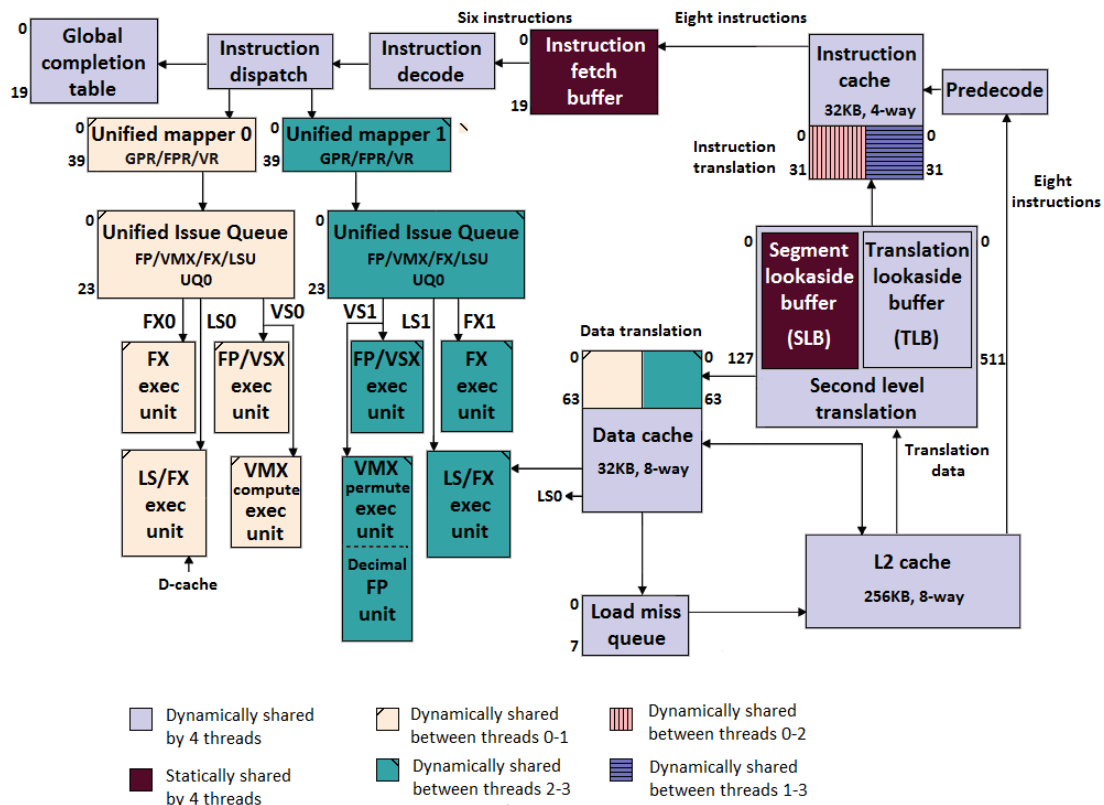 Six instructions
Eight instructions
0
Global
completion
table
19
Instruction
dispatch
Instruction
decode
0
Instruction
fetch
buffer
19
Instruction
cache
32KB, 4-way
Predecode
0
Unified mapper 0
GPR/FPR/VR
39
0
Unified mapper 1
GPR/FPR/VR
39
Instruction
translation
0
31
0
31
Eight
instructions
0
Unified Issue Queue
FP/VMX/FX/LSU
UQ0
23
0
Unified Issue Queue
FP/VMX/FX/LSU
UQ0
23
0
Segment
lookaside
buffer
(SLB)
127
Translation
lookaside
buffer
(TLB)
0
511
Second level
translation
FX0
LS0
VS0
VS1
LS1
FX1
Data translation
0
63
0
63
FX
exec
unit
FP/VSX
exec
unit
FP/VSX
exec
unit
FX
exec
unit
Data cache
32KB, 8-way
Translation
data
LS/FX
exec
unit
VMX
compute
exec
unit
VMX
permute
exec
unit
Decimal
FP
unit
LS/FX
exec
unit
LS0
D-cache
L2 cache
256KB, 8-way
0
Load miss
queue
7
Dynamically shared
by 4 threads
Dynamically shared
between threads 0-1
Dynamically shared
between threads 0-2
Statically shared
by 4 threads
Dynamically shared
between threads 2-3
Dynamically shared
between threads 1-3